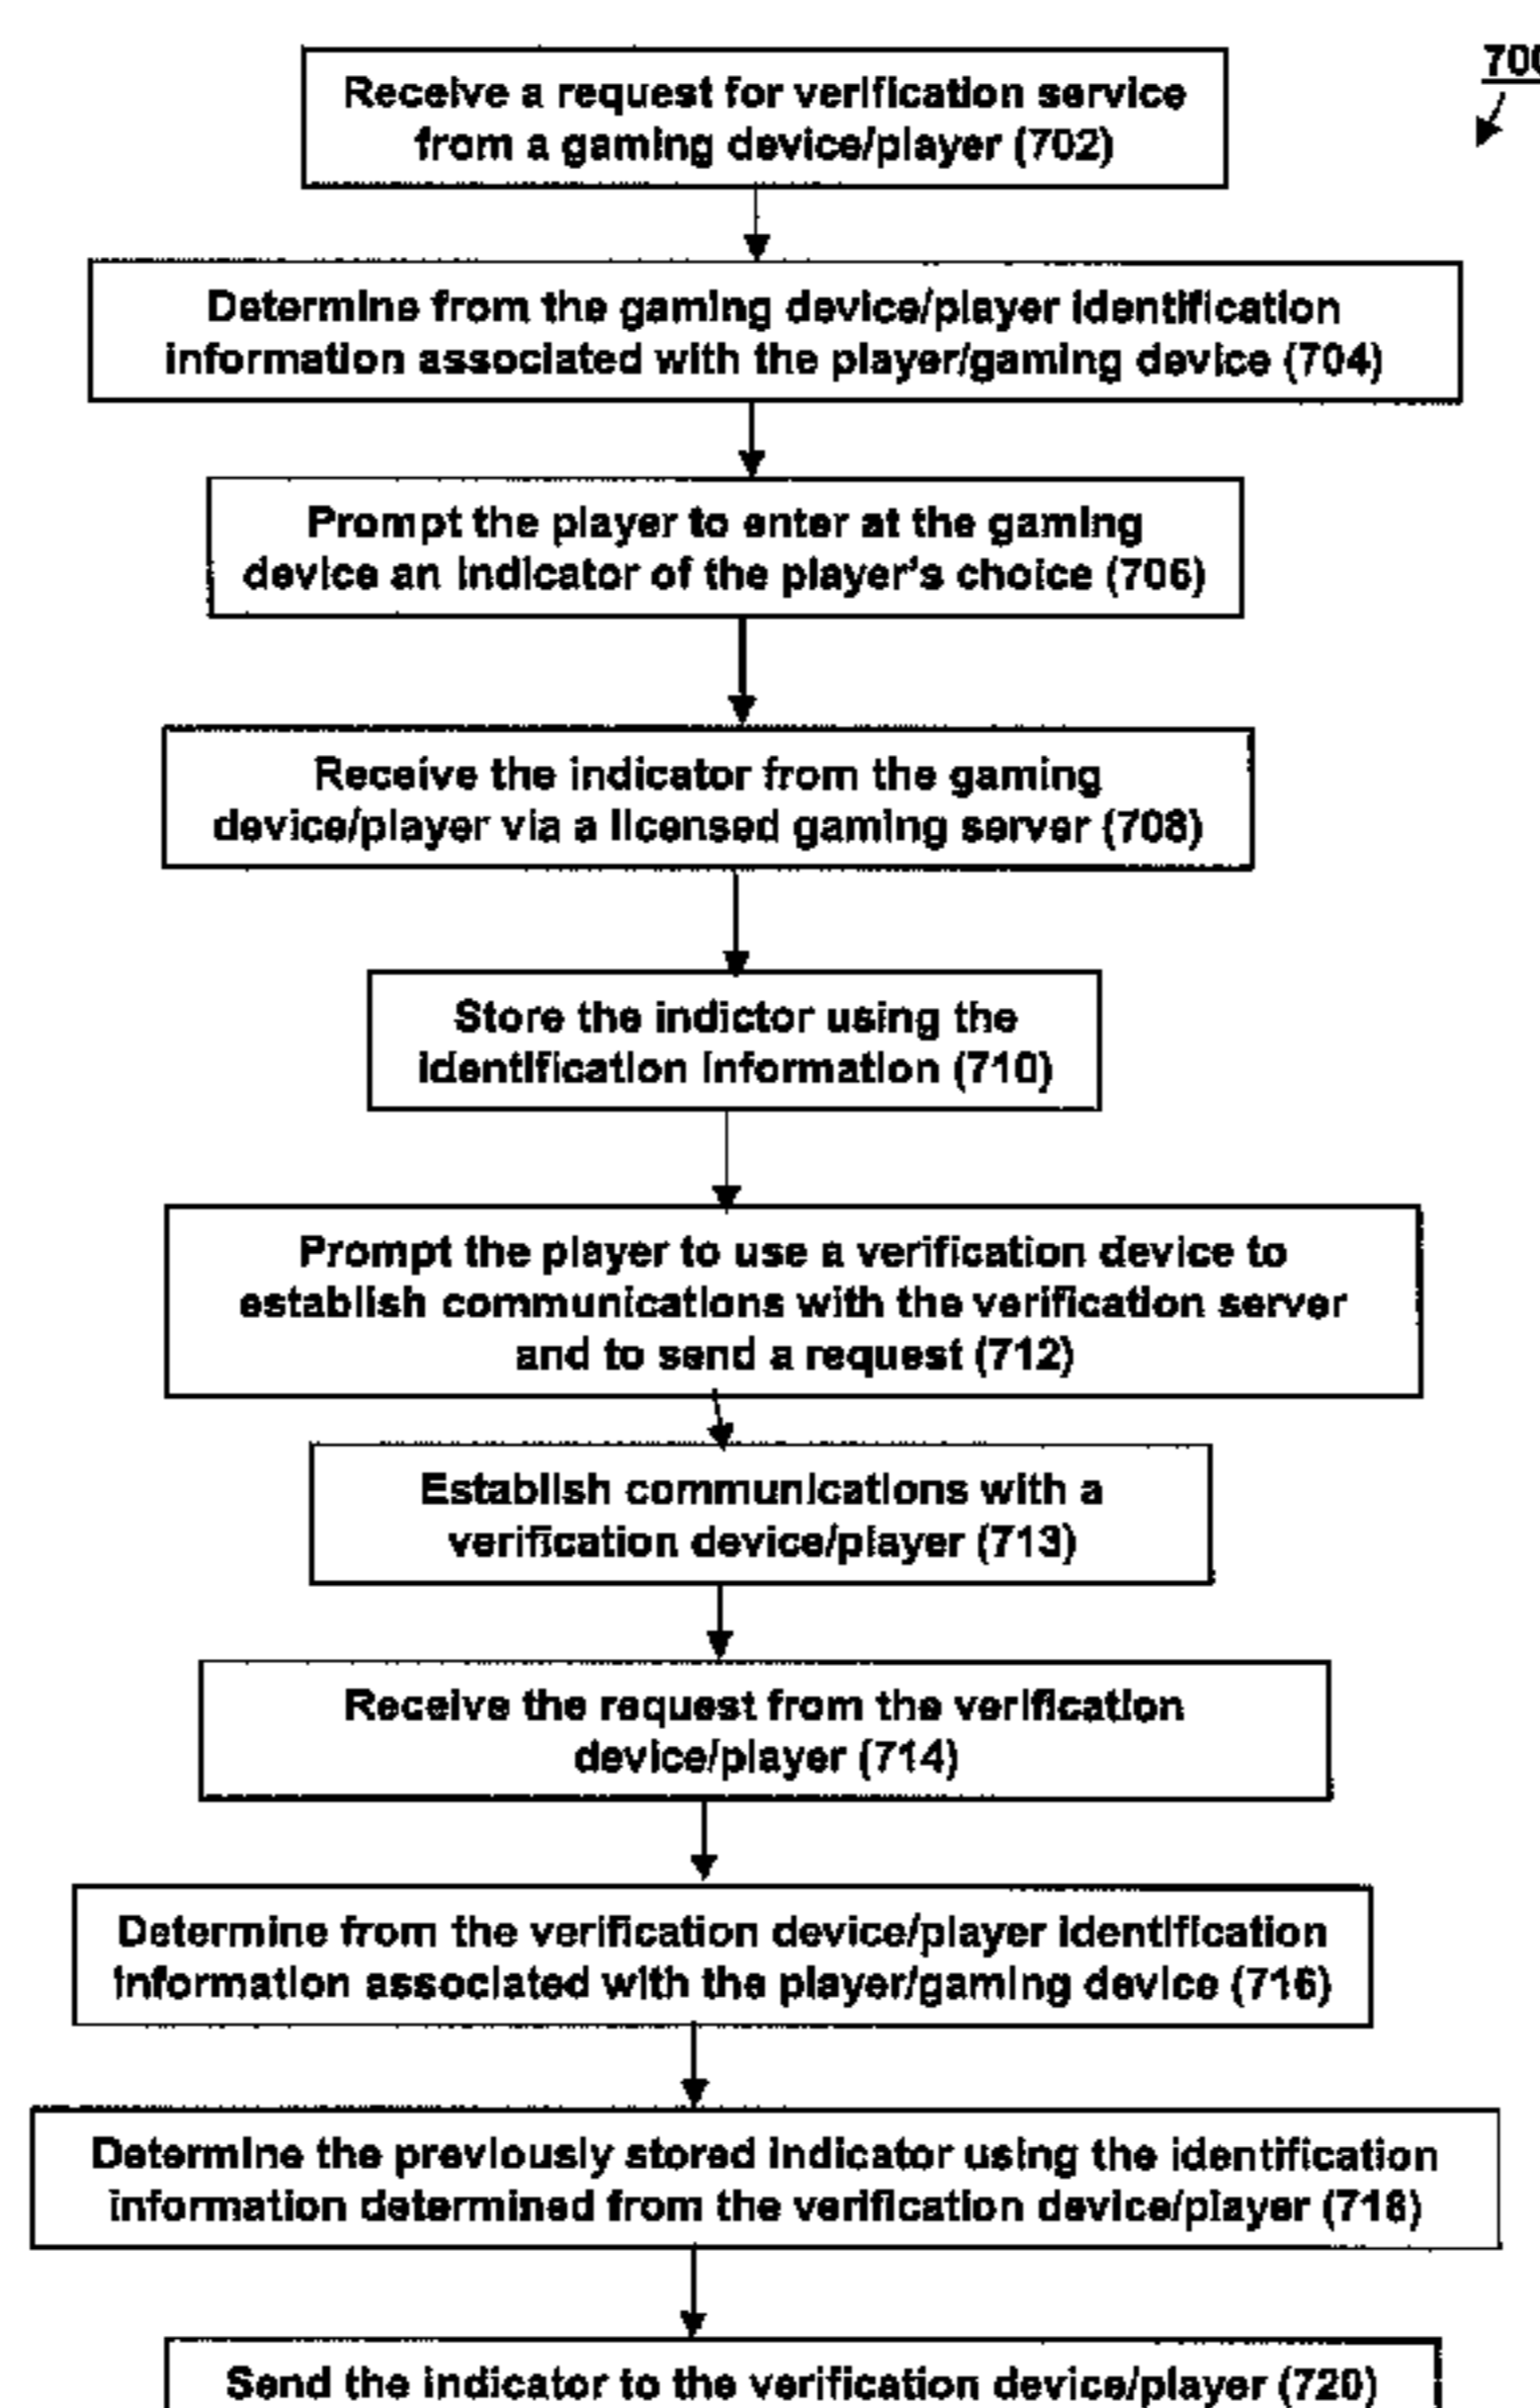 700
Receive a request for verification service
from a gaming device/player (702)
Determine from the gaming device/player identification
information associated with the player/gaming device (704)
Prompt the player to enter at the gaming
device an indicator of the player's choice (706)
Receive the indicator from the gaming
device/player via a licensed gaming server (708)
Store the indictor using the
identification information (710)
Prompt the player to use a verification device to
establish communications with the verification server
and to send a request (712)
Establish communications with a
verification device/player (713)
Receive the request from the verification
device/player (714)
Determine from the verification device/player identification
information associated with the player/gaming device (716)
Determine the previously stored indicator using the identification
information determined from the verification device/player (718)
Send the indicator to the verification device/player (720)